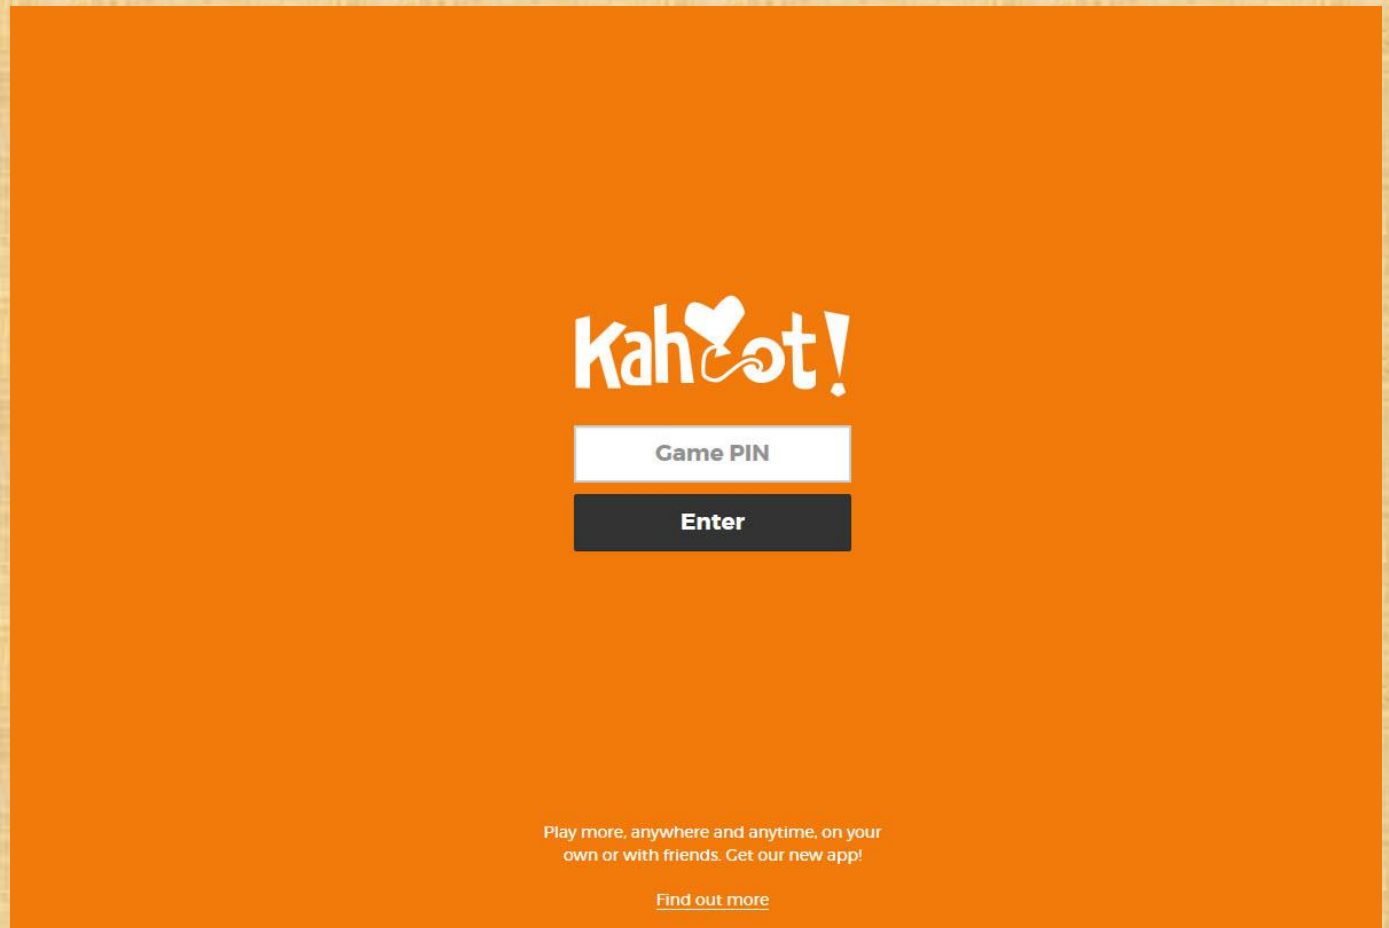 Kahoot!
Game PIN
Enter
Play more, anywhere and anytime, on your
own or with friends. Get our new app!
Find out more